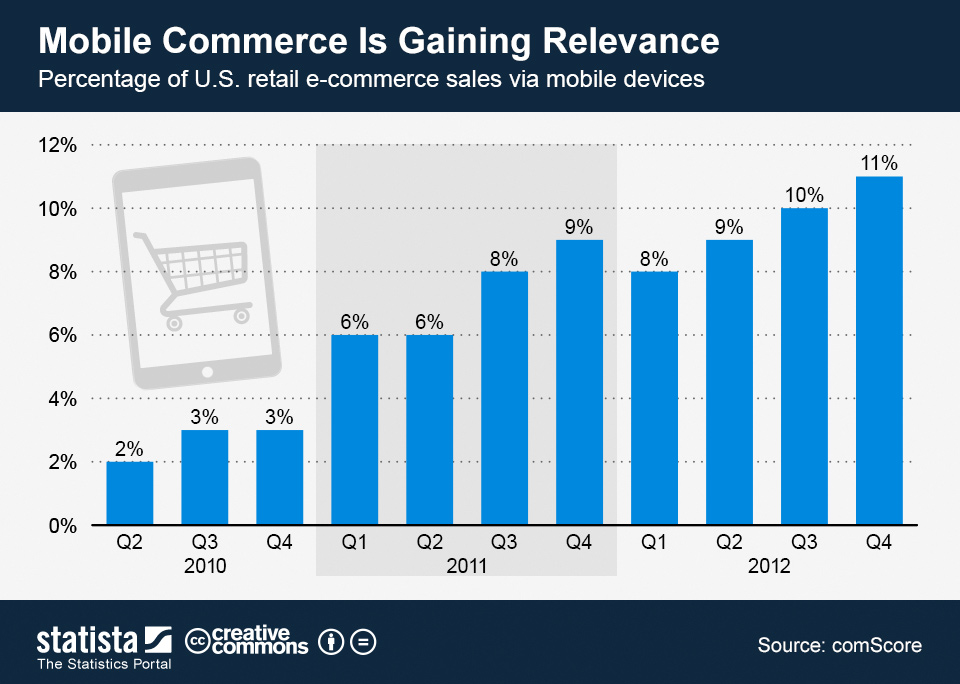 Mobile Commerce Is Gaining Relevance
Percentage of U.S. retail e-commerce sales via mobile devices
12%
10%
8%
6%
4%
2%
0%
2%
3%
3%
6%
6%
8%
9%
8%
9%
10%
11%
Q2 Q3 Q4 Q1 Q2 Q3 Q4 Q1 Q2 Q3 Q4
2010 2011 2012
statista
The Statistics Portal
cc creative commons
=
Source: comScore